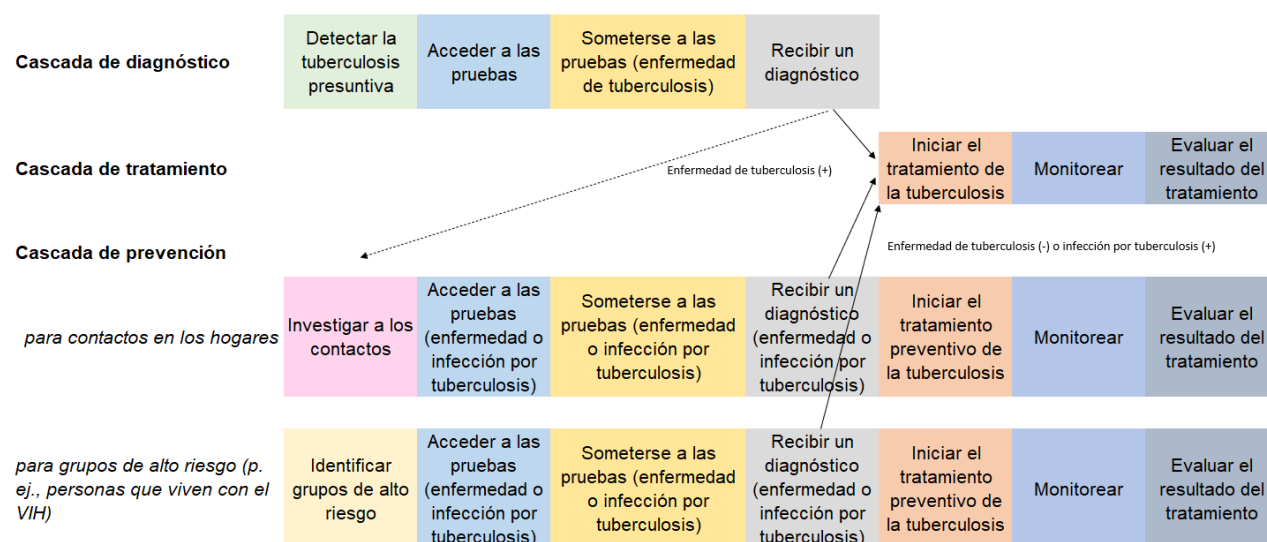 Cascada de diagnóstico
Detectar la
tuberculosis
presuntiva
Acceder a las
pruebas
Someterse a las
pruebas (enfermedad
de tuberculosis)
Recibir un
diagnóstico
Cascada de tratamiento
Enfermedad de tuberculosis (+)
Iniciar el
tratamiento de
la tuberculosis
Monitorear
Evaluar el
resultado del
tratamiento
Cascada de prevención
Enfermedad de tuberculosis (-) o infección por tuberculosis (+)
para contactos en los hogares
Investigar a los
contactos
Acceder a las
pruebas
(enfermedad o
infección por
tuberculosis)
Someterse a las
pruebas (enfermedad
o infección por
tuberculosis)
Recibir un
diagnóstico
(enfermedad o
infección por
tuberculosis)
Iniciar el
tratamiento
preventivo de
la tuberculosis
Monitorear
Evaluar el
resultado del
tratamiento
para grupos de alto riesgo (p.
ej., personas que viven con el
VIH)
Identificar
grupos de alto
riesgo
Acceder a las
pruebas
(enfermedad o
infección por
tuberculosis)
Someterse a las
pruebas (enfermedad
o infección por
tuberculosis)
Recibir un
diagnóstico
(enfermedad o
infección por
tuberculosis)
Iniciar el
tratamiento
preventivo de
la tuberculosis
Monitorear
Evaluar el
resultado del
tratamiento